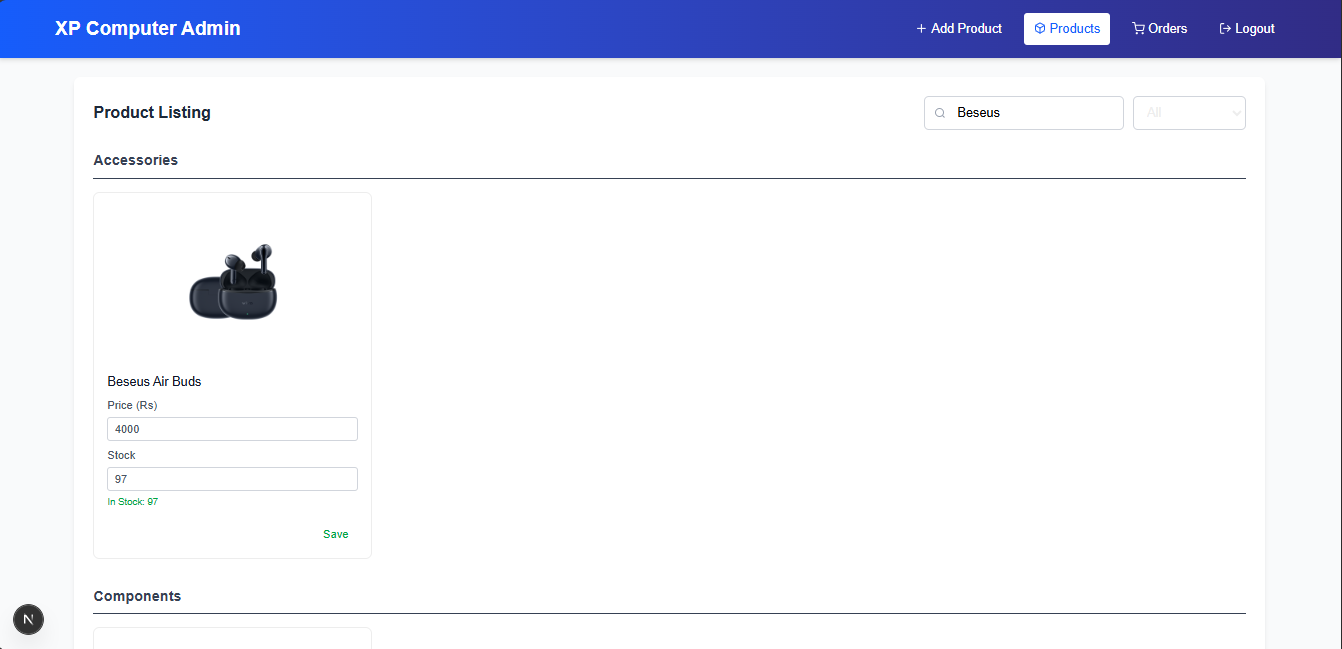 XP Computer Admin
Add Product
Products
Orders
Logout
Product Listing
Beseus
All
Accessories
Beseus Air Buds
Price (Rs)
4000
Stock
97
In Stock: 97
Save
Components
N